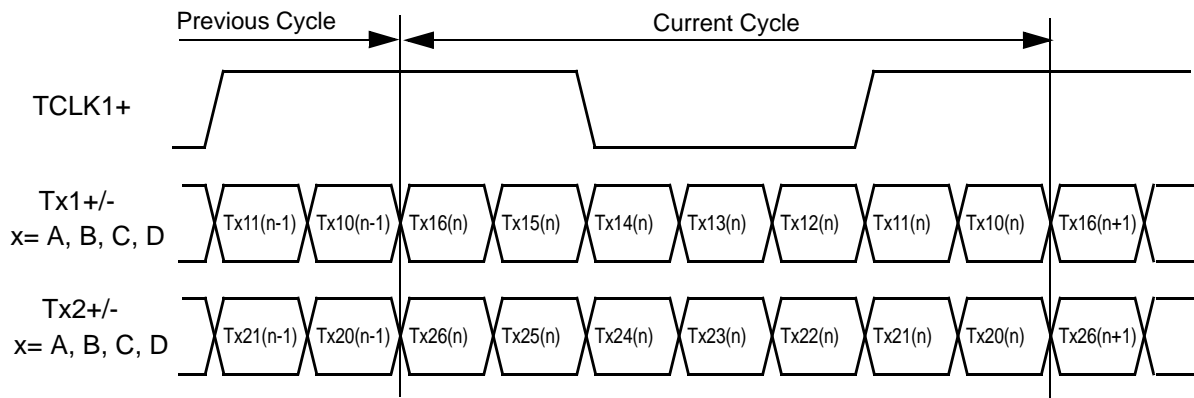 Previous Cycle
Current Cycle
TCLK1+
Tx1+/-
x= A, B, C, D
Tx11(n-1) Tx10(n-1) Tx16(n) Tx15(n) Tx14(n) Tx13(n) Tx12(n) Tx11(n) Tx10(n) Tx16(n+1)
Tx2+/-
x= A, B, C, D
Tx21(n-1) Tx20(n-1) Tx26(n) Tx25(n) Tx24(n) Tx23(n) Tx22(n) Tx21(n) Tx20(n) Tx26(n+1)